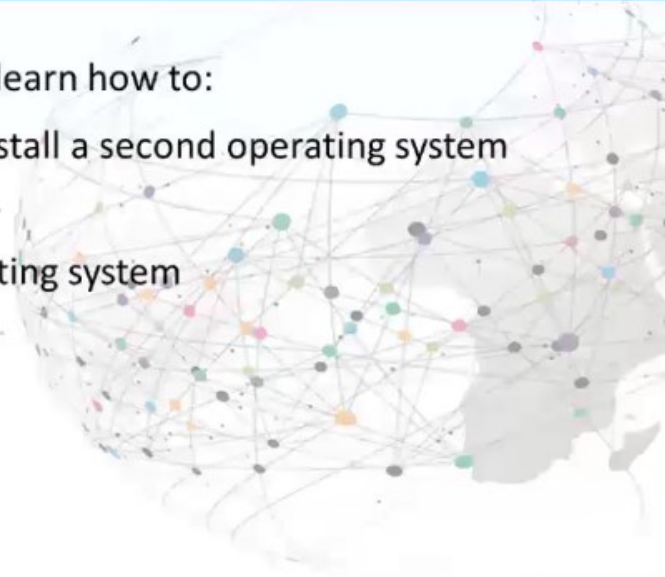 learn how to:
stall a second operating system
ting system